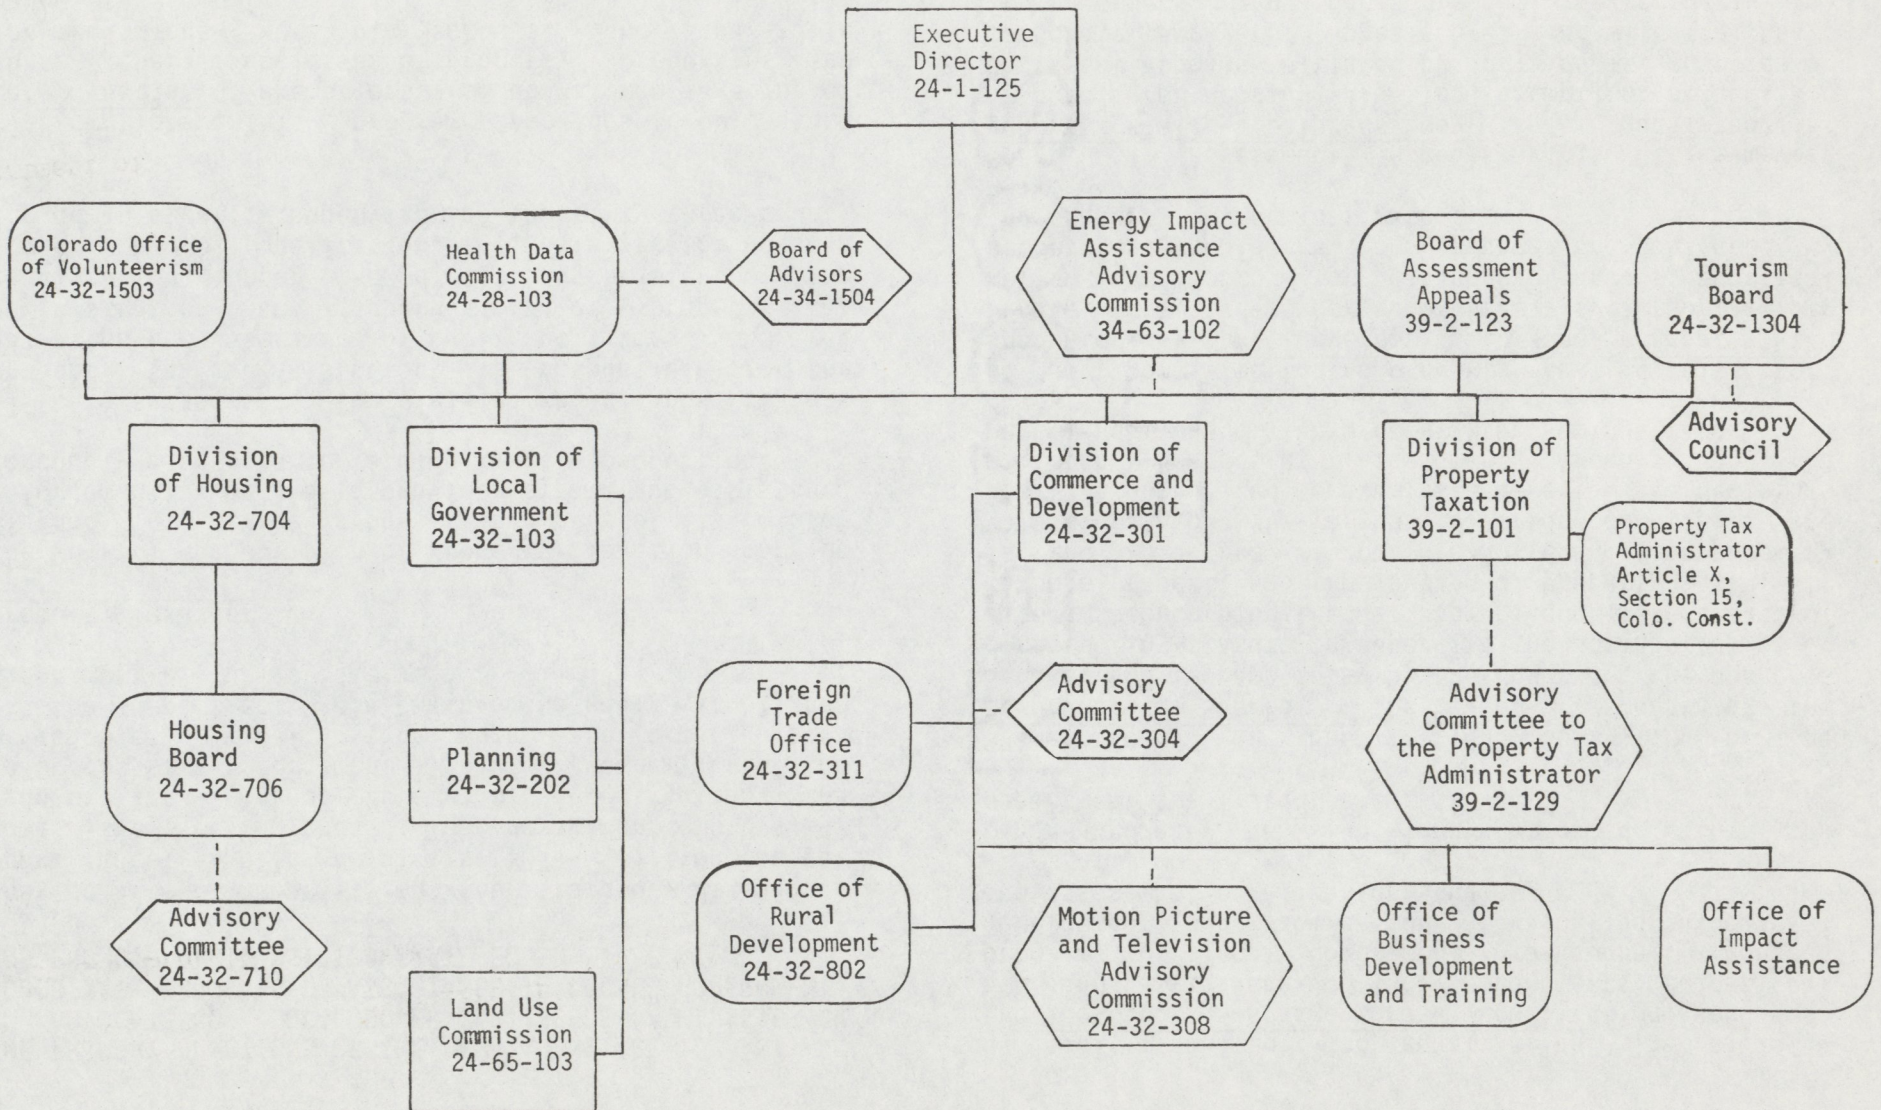 Executive
Director
24-1-125
Colorado Office
of Volunteerism
24-32-1503
Health Data
Commission
24-28-103
Board of
Advisors
24-34-1504
Energy Impact
Assistance
Advisory
Commission
34-63-102
Board of
Assessment
Appeals
39-2-123
Tourism
Board
24-32-1304
Advisory
Council
Division
of Housing
24-32-704
Division of
Local
Government
24-32-103
Division of
Commerce and
Development
24-32-301
Division of
Property
Taxation
39-2-101
Property Tax
Administrator
Article X,
Section 15,
Colo. Const.
Housing
Board
24-32-706
Planning
24-32-202
Foreign
Trade
Office
24-32-311
Advisory
Committee
24-32-304
Advisory
Committee to
the Property Tax
Administrator
39-2-129
Advisory
Committee
24-32-710
Land Use
Commission
24-65-103
Office of
Rural
Development
24-32-802
Motion Picture
and Television
Advisory
Commission
24-32-308
Office of
Business
Development
and Training
Office of
Impact
Assistance